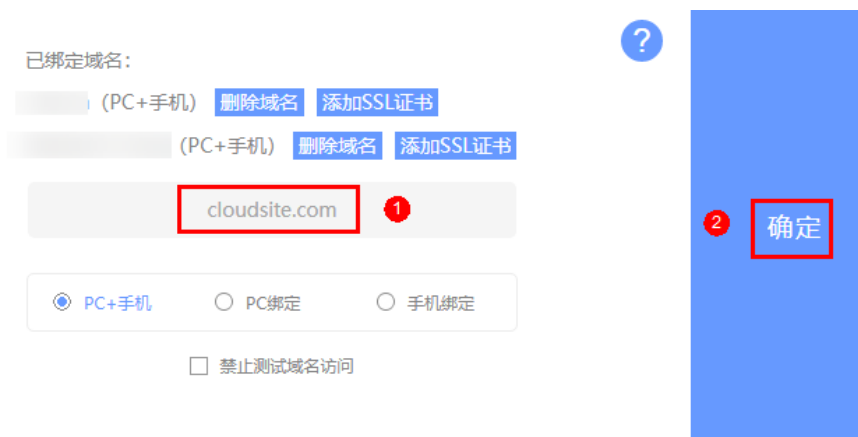 ?
已绑定域名：
(PC+手机) 删除域名 添加SSL证书
(PC+手机) 删除域名 添加SSL证书
cloudsite.com 1
2 确定
PC+手机 PC绑定 手机绑定
禁止测试域名访问